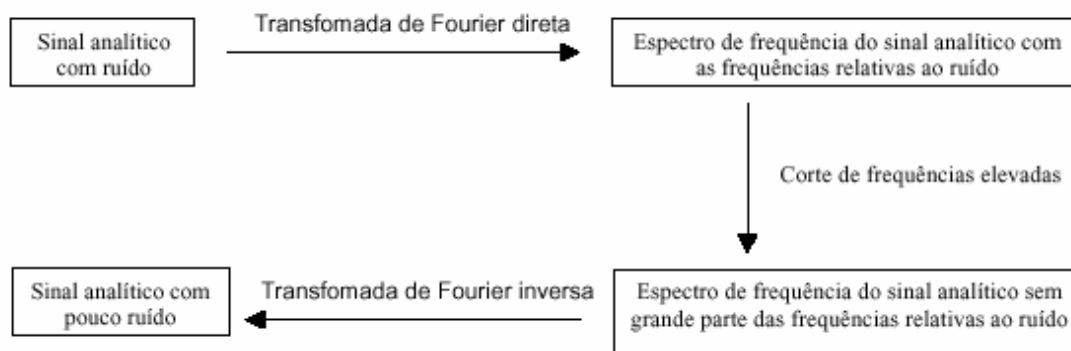 Sinal analítico
com ruído
Transfomada de Fourier direta
Espectro de frequência do sinal analítico com
as frequências relativas ao ruído
Corte de frequências elevadas
Sinal analítico com
pouco ruído
Transfomada de Fourier inversa
Espectro de frequência do sinal analítico sem
grande parte das frequências relativas ao ruído